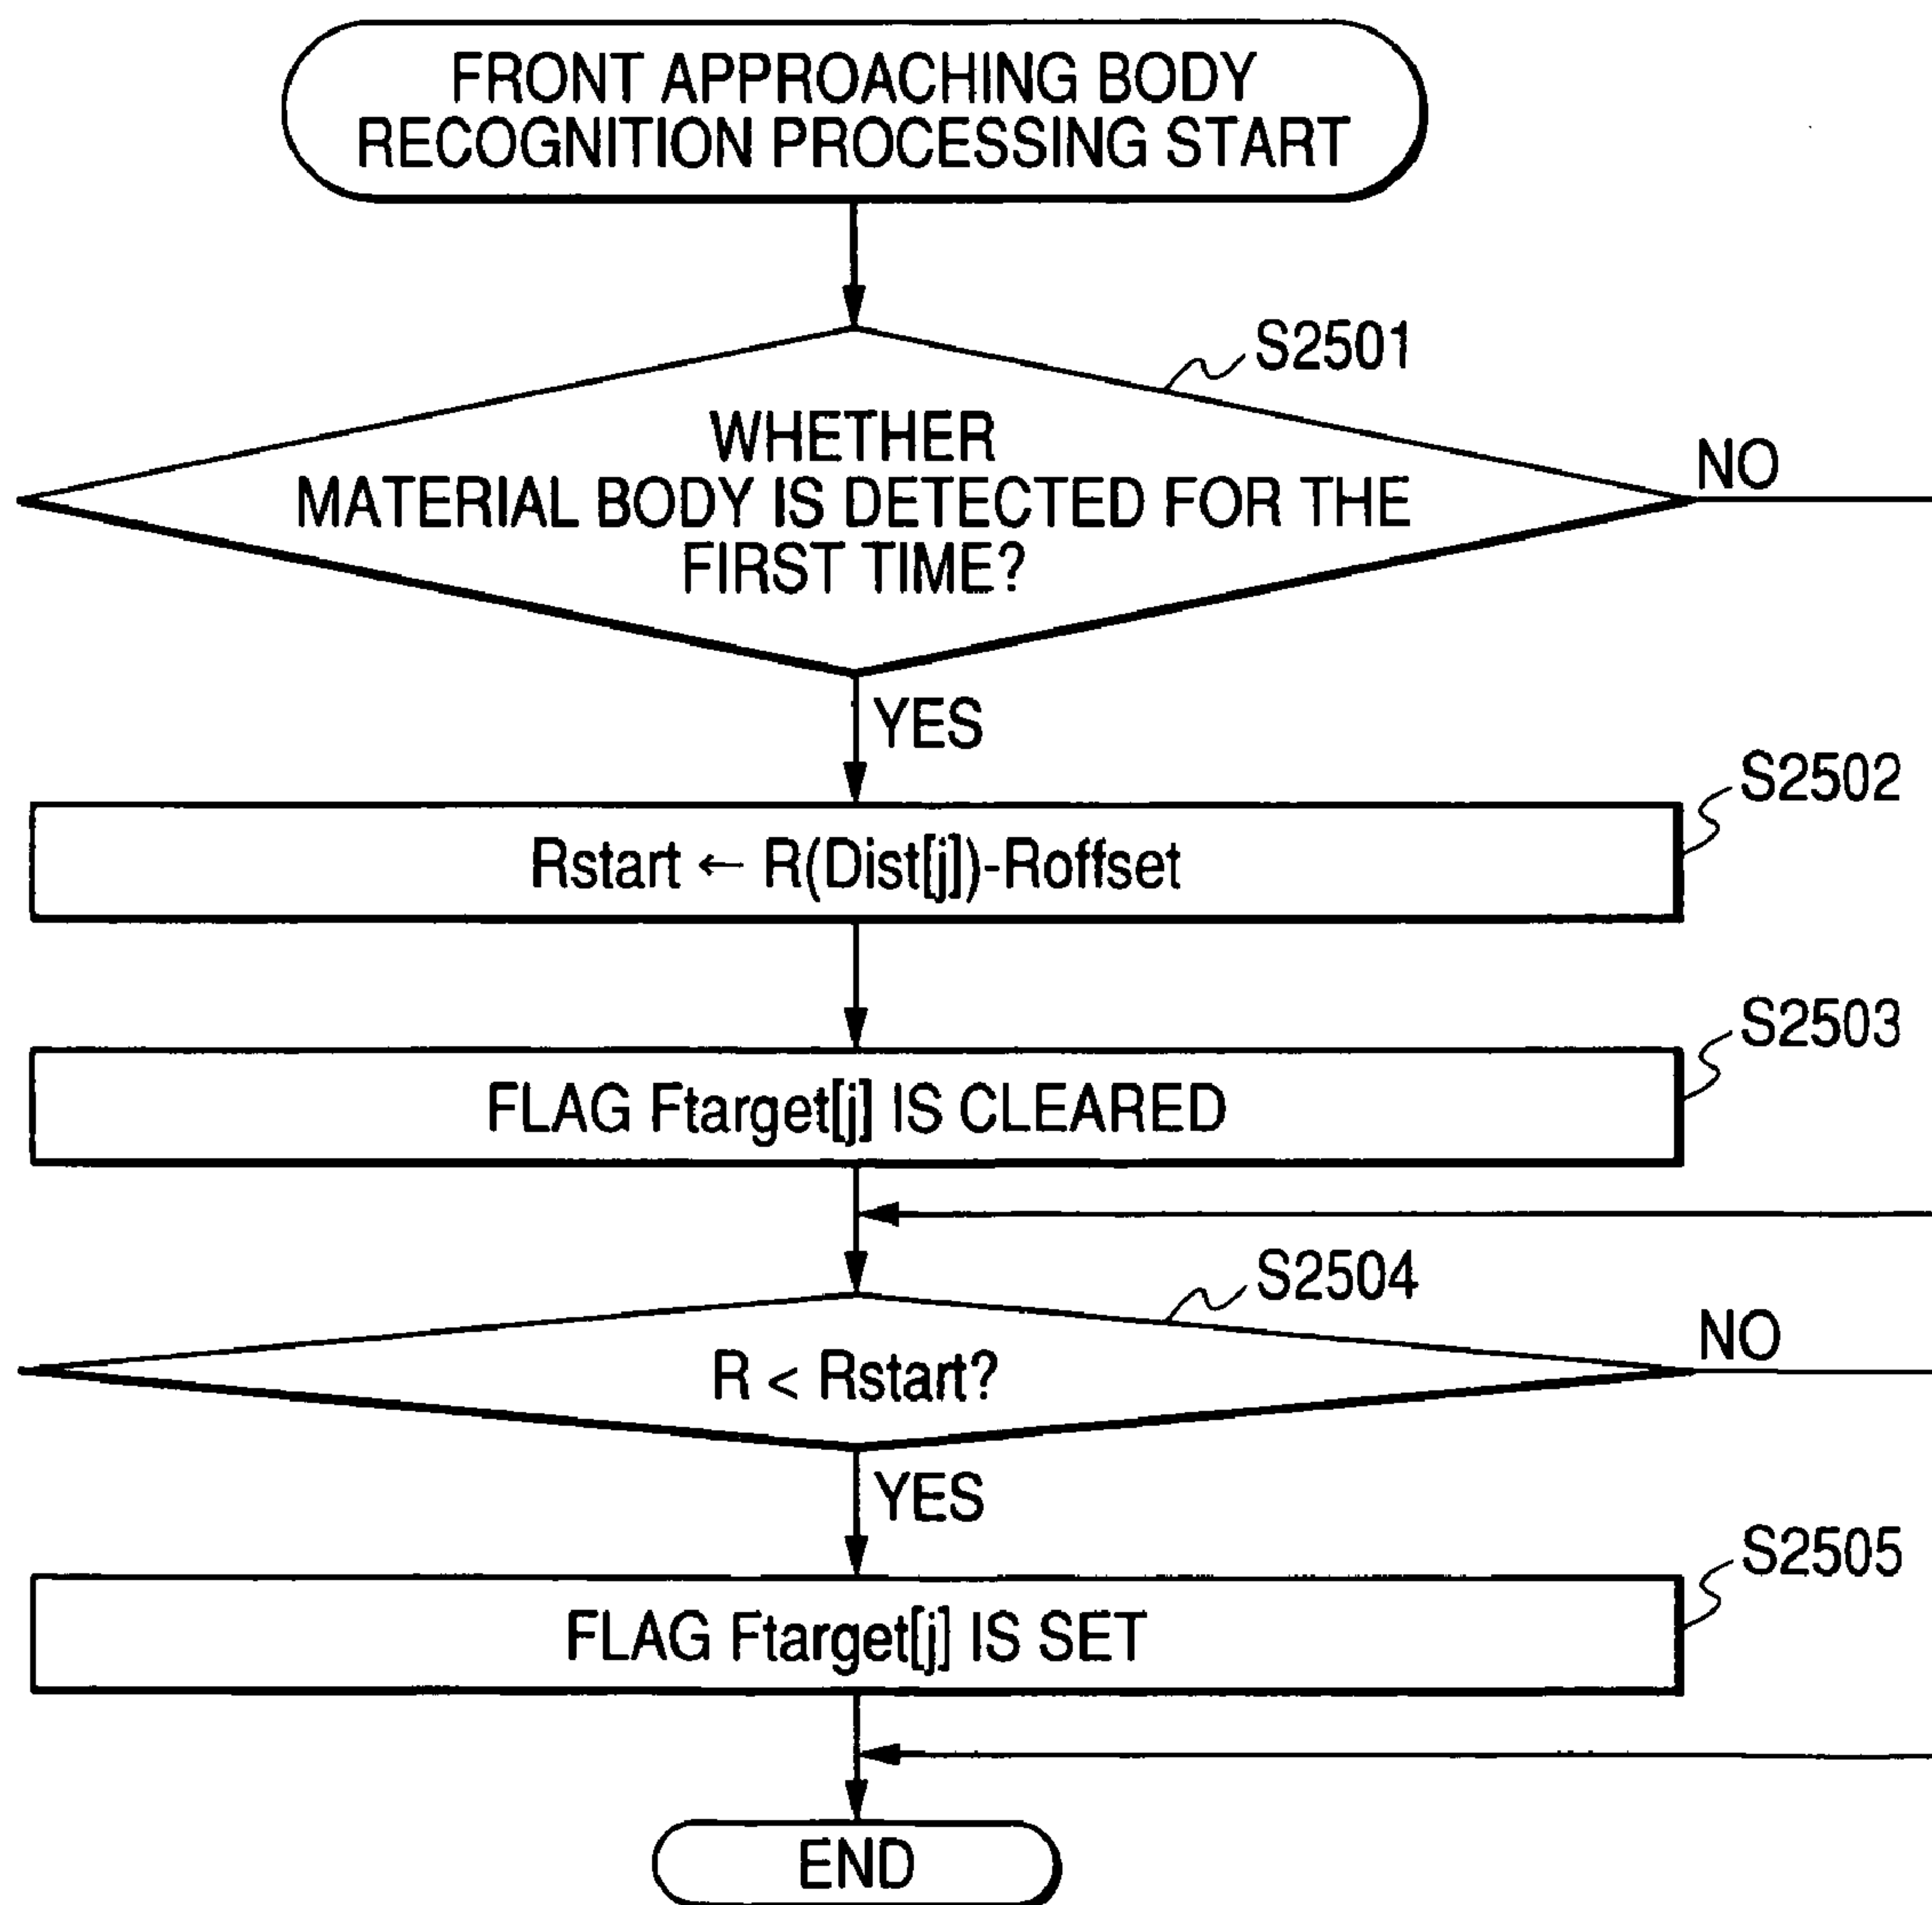 FRONT APPROACHING BODY
RECOGNITION PROCESSING START
S2501
WHETHER
MATERIAL BODY IS DETECTED FOR THE
FIRST TIME?
NO
YES
S2502
Rstart ← R(Dist[j])-Roffset
S2503
FLAG Ftarget[j] IS CLEARED
S2504
R < Rstart?
NO
YES
S2505
FLAG Ftarget[j] IS SET
END